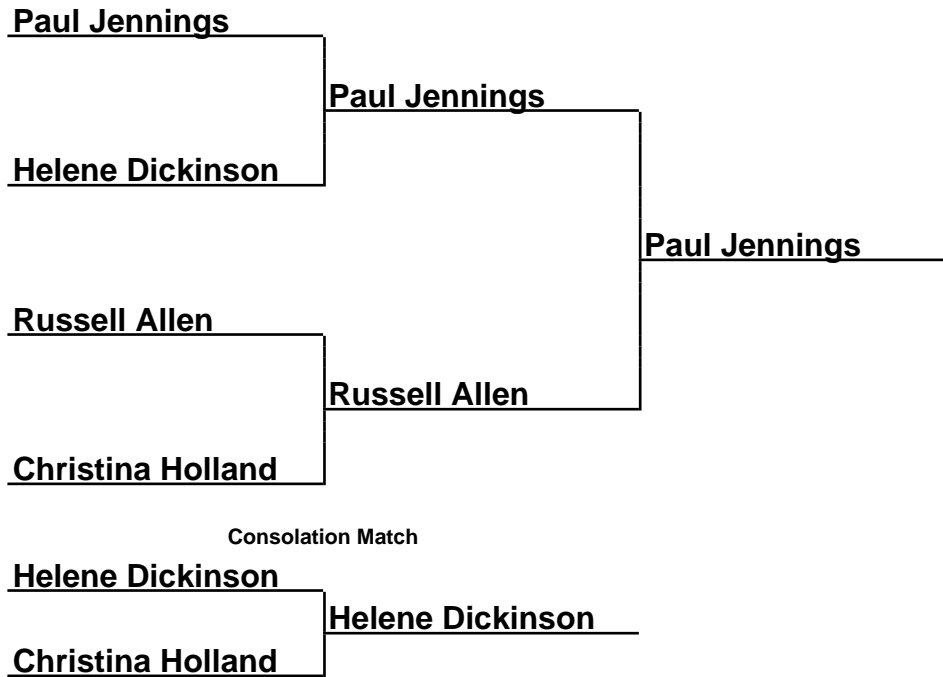 Paul Jennings
Paul Jennings
Helene Dickinson
Paul Jennings
Russell Allen
Russell Allen
Christina Holland
Consolation Match
Helene Dickinson
Helene Dickinson
Christina Holland